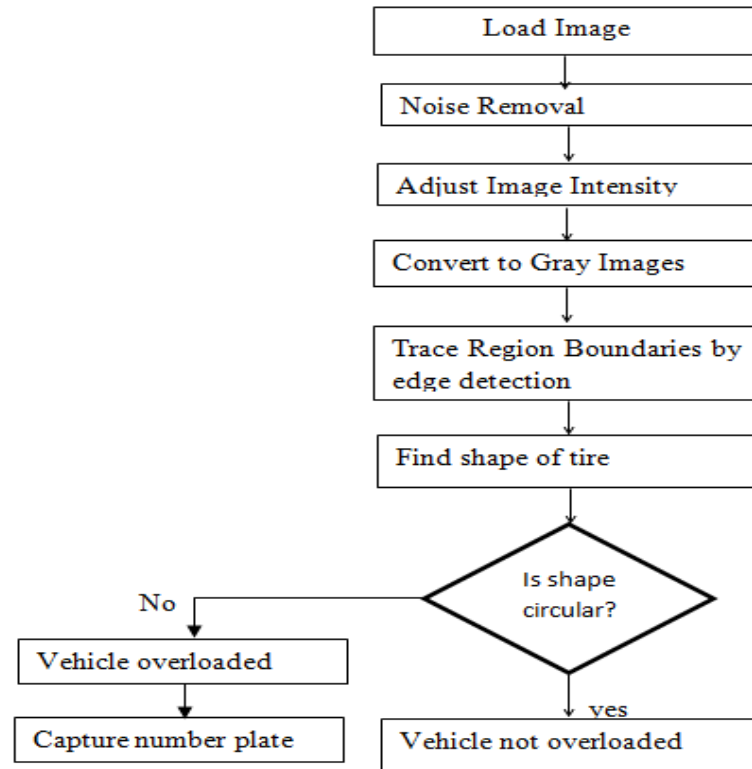 Load Image
Noise Removal
Adjust Image Intensity
Convert to Gray Images
Trace Region Boundaries by
edge detection
Find shape of tire
Is shape
circular?
No
Vehicle overloaded
Capture number plate
yes
Vehicle not overloaded